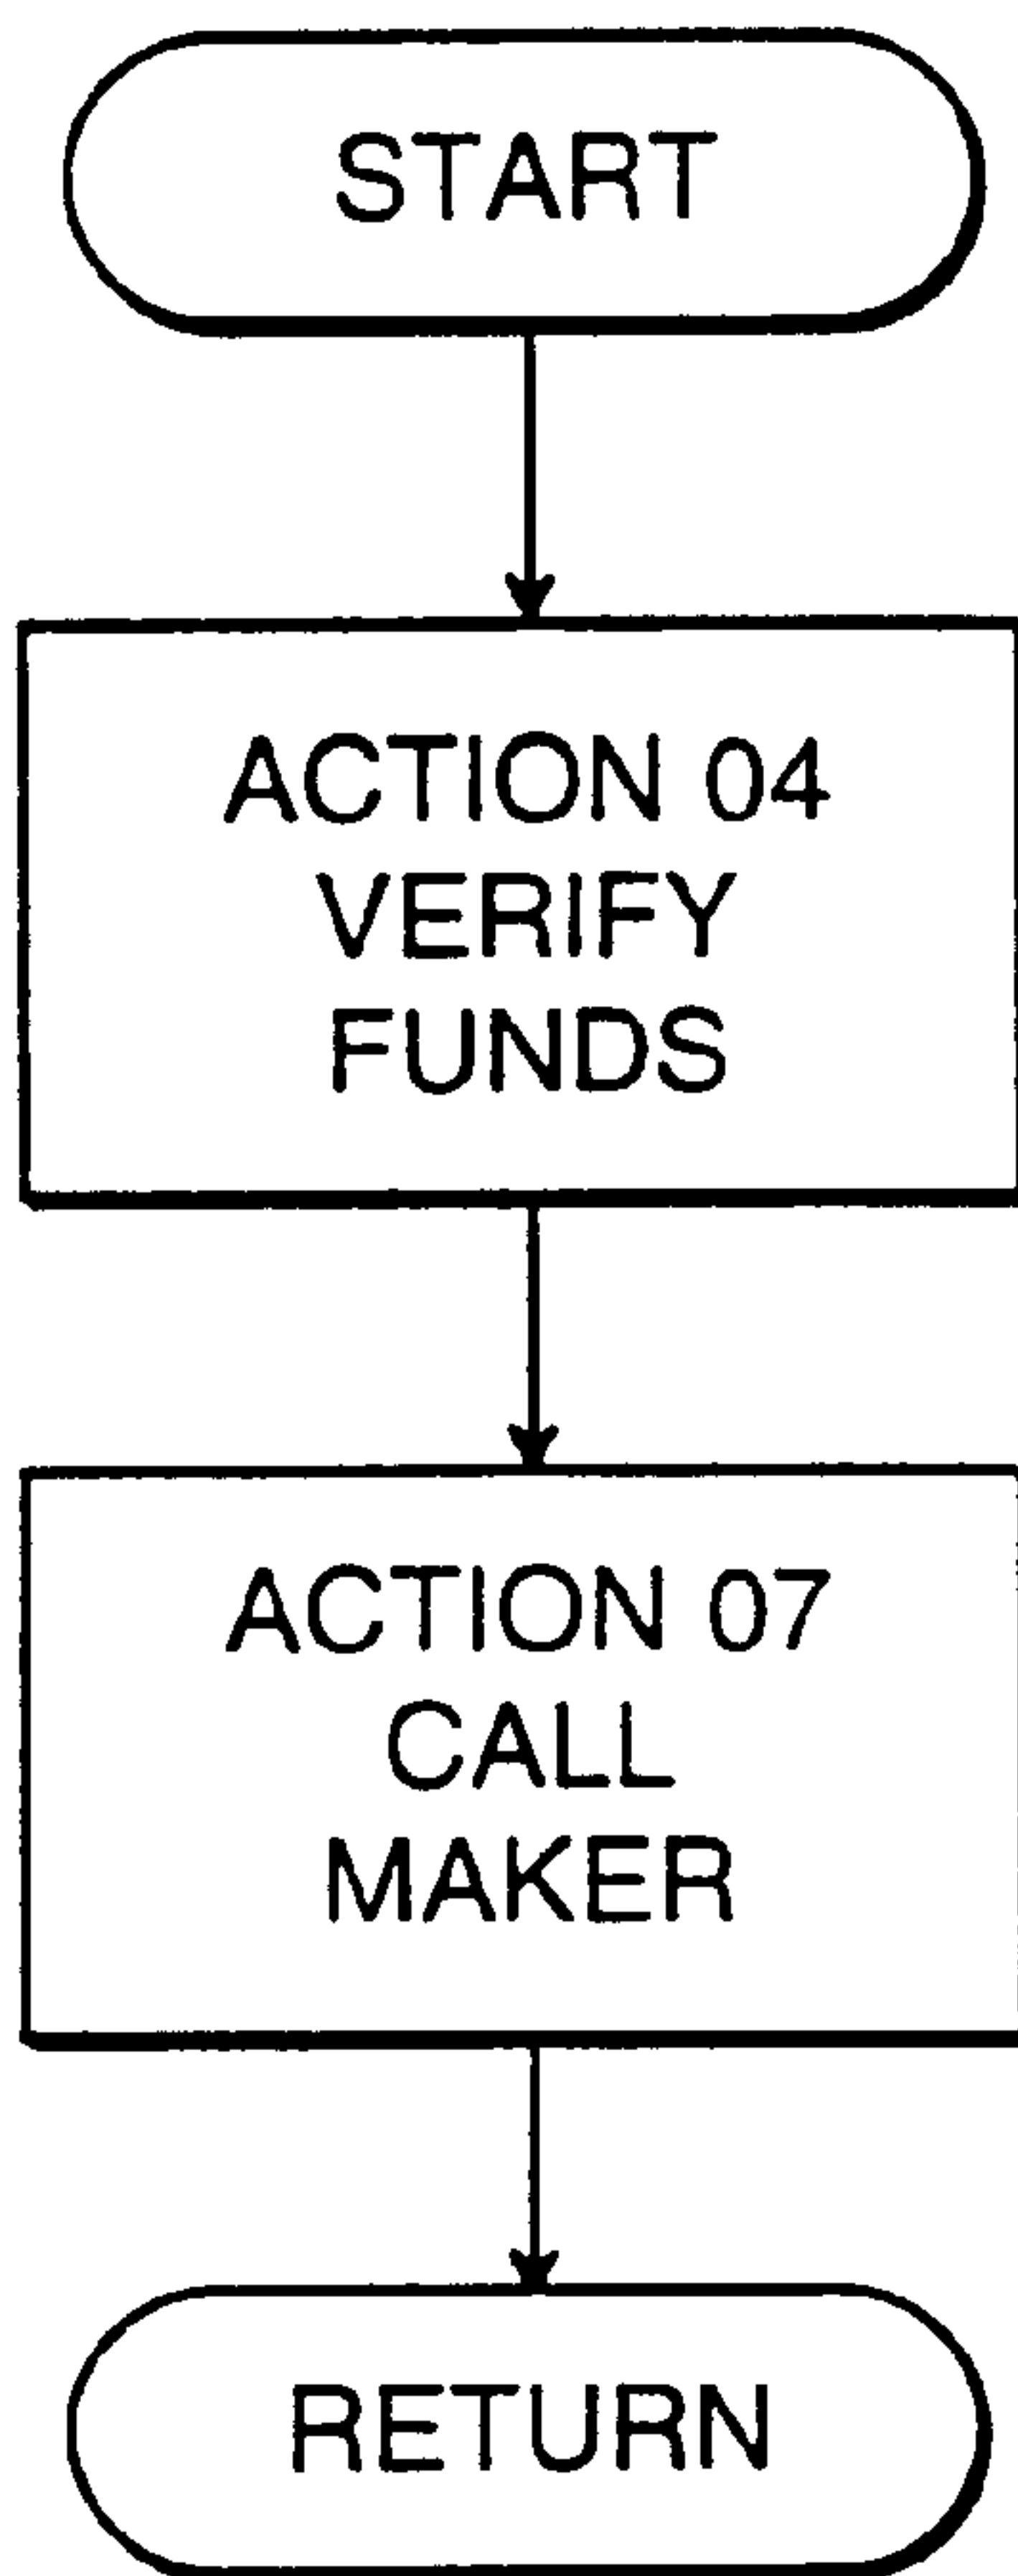 START
ACTION 04
VERIFY
FUNDS
ACTION 07
CALL
MAKER
RETURN